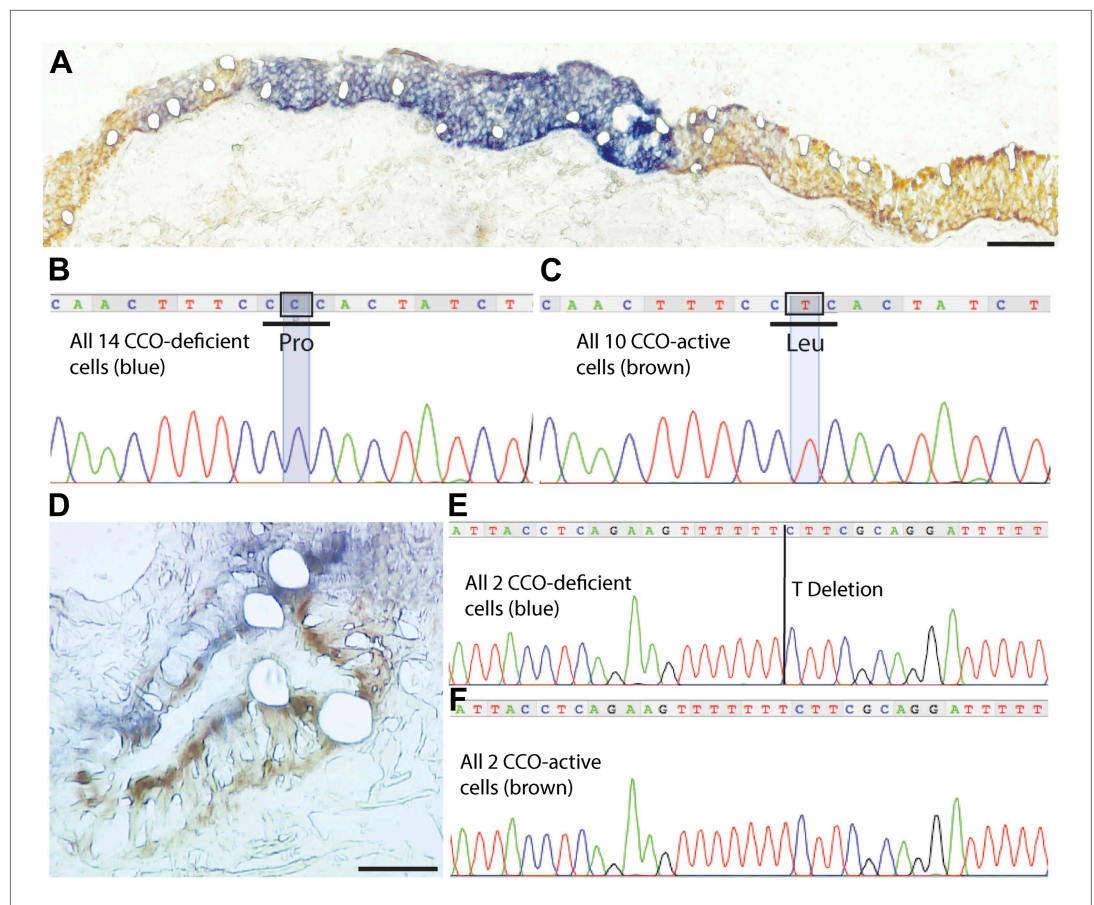 A
B
C
C A A C T T T C C C C A C T A T C T
C A A C T T T C C T C A C T A T C T
All 14 CCO-deficient
cells (blue)
Pro
All 10 CCO-active
cells (brown)
Leu
D
E
A T T A C C T C A G A A G T T T T T T C T T C G C A G G A T T T T T
All 2 CCO-deficient
cells (blue)
T Deletion
F
A T T A C C T C A G A A G T T T T T T T C T T C G C A G G A T T T T T
All 2 CCO-active
cells (brown)